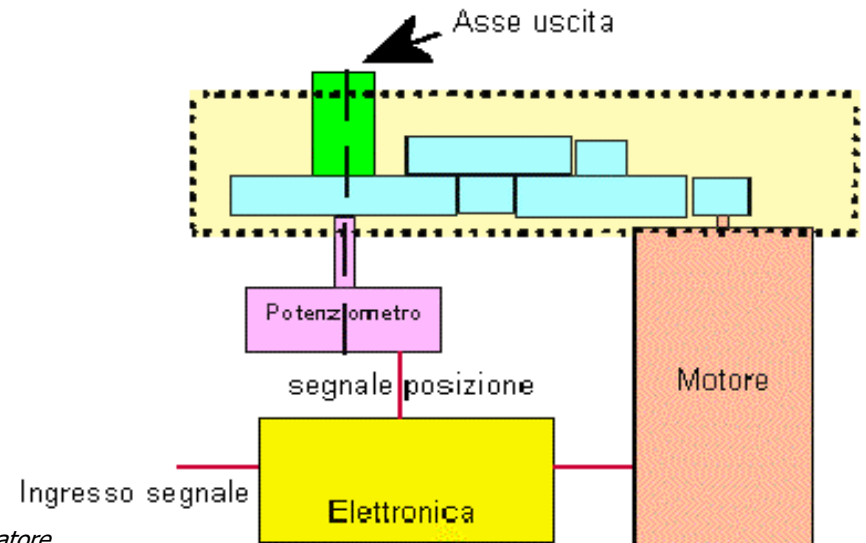 Asse uscita
Potenziometro
segnale posizione
Motore
Ingresso segnale
Elettronica